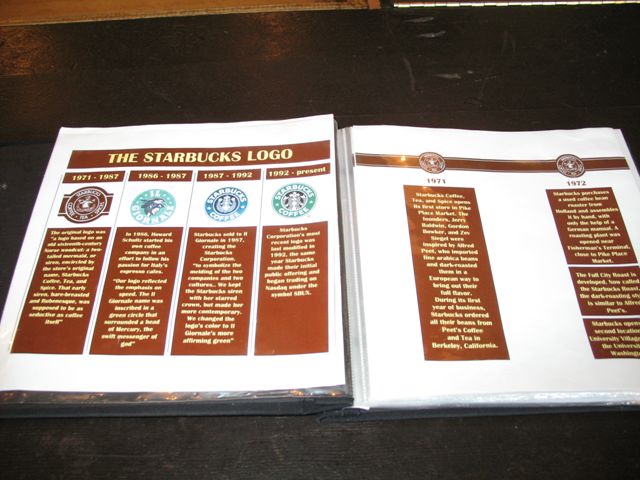 THE STARBUCKS LOGO
1971 - 1987
The original logo was
"a logo based on an
old sixteenth-century
Norse woodcut: a two-
tailed mermaid, or
siren, encircled by
the store's original
name, Starbucks
Coffee, Tea, and
Spice. That early
siren, bare-breasted
and Rubenesque, was
supposed to be as
seductive as coffee
itself"
1986 - 1987
In 1986, Howard
Schultz started his
own coffee
company in an
effort to follow his
passion for Italy's
espresso cafes.
"Our logo reflected
the emphasis on
speed. The Il
Giornale name was
inscribed in a
green circle that
surrounded a head
of Mercury, the
swift messenger of
god"
1987 - 1992
STARBUCKS
COFFEE
Starbucks sold to Il
Giornale in 1987,
creating the
Starbucks
Corporation.
"to symbolize the
melding of the two
companies and two
cultures... We kept
the Starbucks siren
with her starred
crown, but made her
more contemporary.
We changed the
logo's color to Il
Giornale's more
affirming green"
1992 - present
STARBUCKS
COFFEE
Starbucks
Corporation's most
recent logo was
last modified in
1992, the same
year Starbucks
made their initial
public offering and
began trading on
Nasdaq under the
symbol SBUX.
1971
Starbucks Coffee,
Tea, and Spice opens
its first store in Pike
Place Market. The
founders, Jerry
Baldwin, Gordon
Bowker, and Zev
Siegel were
inspired by Alfred
Peet, who imported
fine arabica beans
and dark-roasted
them in a
European way to
bring out their
full flavor.
During its first
year of business,
Starbucks ordered
all their beans from
Peet's Coffee
and Tea in
Berkeley, California.
1972
Starbucks purchases
a used coffee bean
roaster from
Holland and assembles
it by hand, with
only the help of a
German manual. A
roasting plant was
opened near
Fisherman's Terminal,
close to Pike Place
Market.
The Full City Roast is
developed. Now called
the Starbucks Roast,
the dark-roasting style
is similar to Alfred
Peet's.
Starbucks opens
second location
University Village
the University
Washington